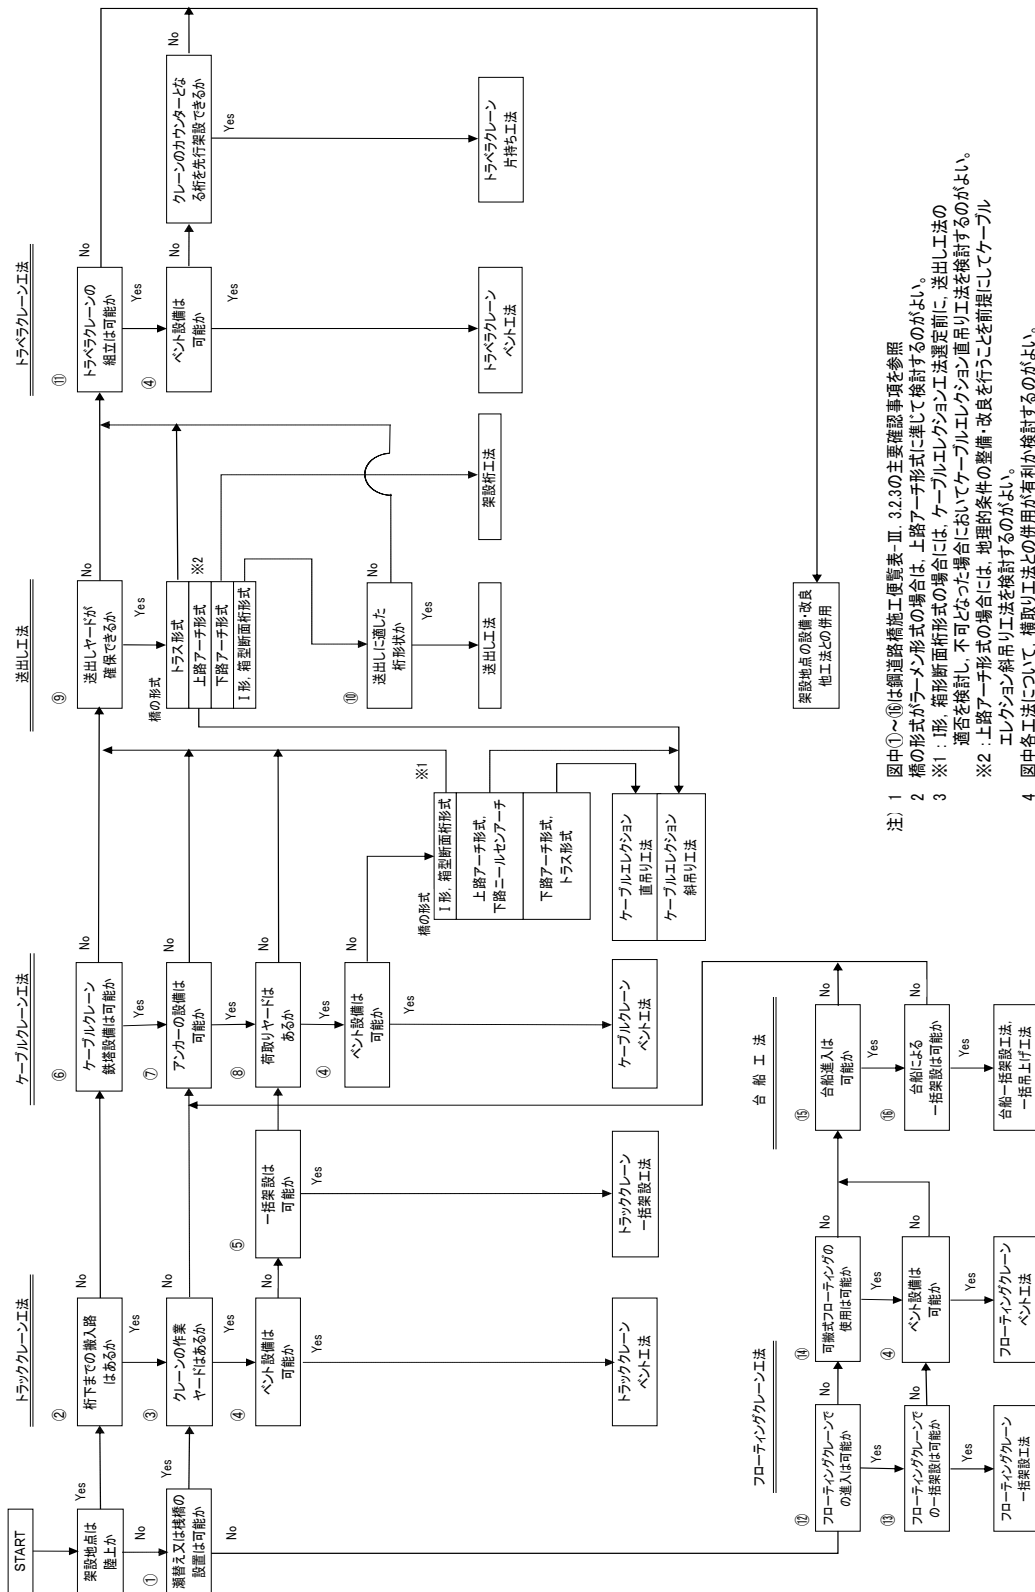 START
架設地点は
陸上か
Yes
No
①
瀬替え又は桟橋の
設置は可能か
Yes
No
トラッククレーン工法
②
桁下までの搬入路
はあるか
No
Yes
③
クレーンの作業
ヤードはあるか
No
Yes
④
ベント設備は
可能か
No
Yes
⑤
一括架設は
可能か
Yes
トラッククレーン
ベント工法
トラッククレーン
一括架設工法
ケーブルクレーン工法
⑥
ケーブルクレーン
鉄塔設備は可能か
No
Yes
⑦
アンカーの設備は
可能か
No
Yes
⑧
荷取りヤードは
あるか
No
Yes
④
ベント設備は
可能か
No
Yes
ケーブルクレーン
ベント工法
橋の形式
Ⅰ形, 箱型断面桁形式
※1
上路アーチ形式,
下路ニールセンアーチ
下路アーチ形式,
トラス形式
ケーブルエレクション
直吊り工法
ケーブルエレクション
斜吊り工法
送出し工法
⑨
送出しヤードが
確保できるか
No
Yes
橋の形式
トラス形式
上路アーチ形式
※2
下路アーチ形式
Ⅰ形, 箱型断面桁形式
⑩
送出しに適した
桁形状か
No
Yes
送出し工法
架設桁工法
トラベラクレーン工法
⑪
トラベラクレーンの
組立は可能か
No
Yes
④
ベント設備は
可能か
No
Yes
クレーンのカウンターとな
る桁を先行架設できるか
No
Yes
トラベラクレーン
ベント工法
トラベラクレーン
片持ち工法
架設地点の設備・改良
他工法との併用
フローティングクレーン工法
⑫
フローティングクレーンで
の進入は可能か
No
Yes
⑬
フローティングクレーンで
の一括架設は可能か
No
Yes
フローティングクレーン
一括架設工法
⑭
可搬式フローティングの
使用は可能か
No
Yes
④
ベント設備は
可能か
No
Yes
フローティングクレーン
ベント工法
台 船 工 法
⑮
台船進入は
可能か
No
Yes
⑯
台船による
一括架設は可能か
No
Yes
台船一括架設工法,
一括吊上げ工法
注） 1 図中①～⑯は鋼道路橋施工便覧表-Ⅲ. 3.2.3の主要確認事項を参照
2 橋の形式がラーメン形式の場合は, 上路アーチ形式に準じて検討するのがよい。
3 ※1：Ⅰ形, 箱形断面桁形式の場合には, ケーブルエレクション工法選定前に, 送出し工法の
適否を検討し, 不可となった場合においてケーブルエレクション直吊り工法を検討するのがよい。
※2：上路アーチ形式の場合には, 地理的条件の整備・改良を行うことを前提にしてケーブル
エレクション斜吊り工法を検討するのがよい。
4 図中各工法について, 横取り工法との併用が有利か検討するのがよい。